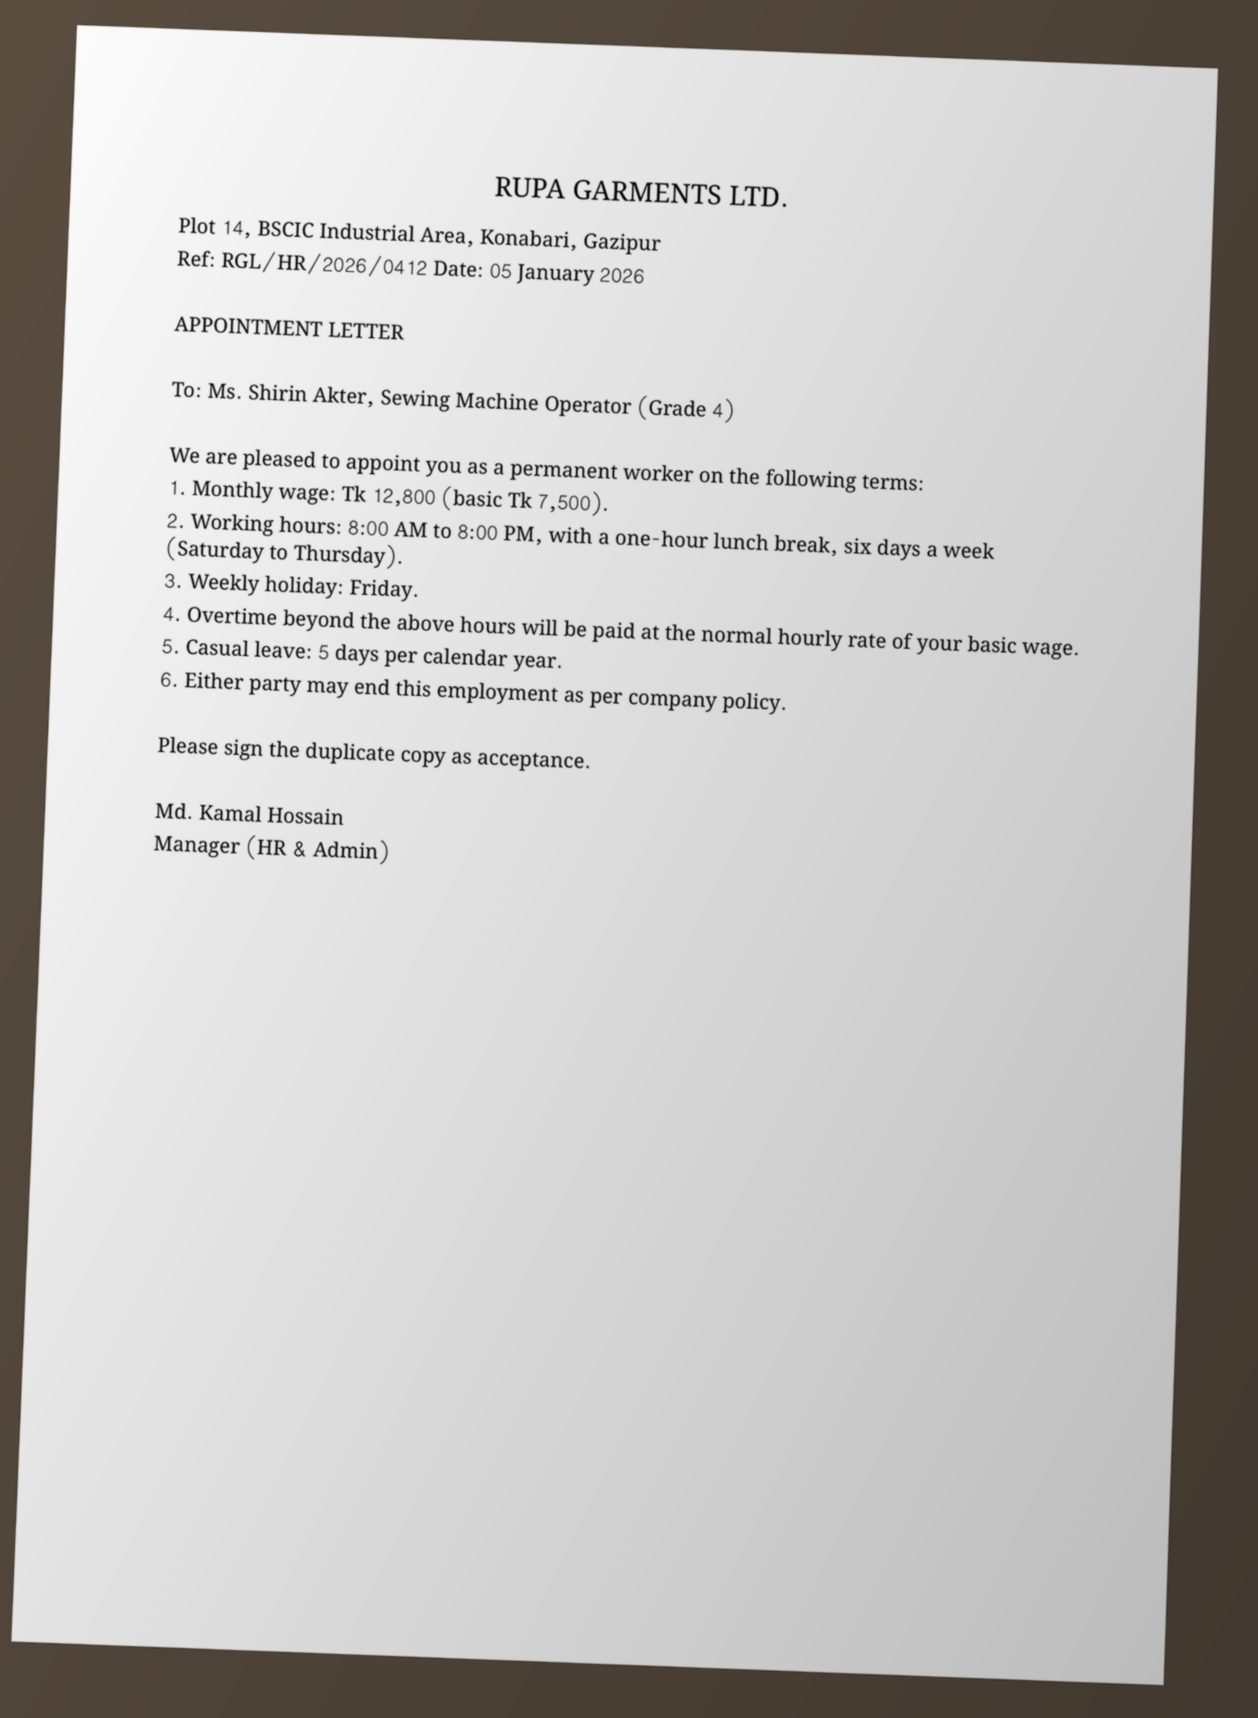 RUPA GARMENTS LTD.
Plot 14, BSCIC Industrial Area, Konabari, Gazipur
Ref: RGL/HR/2026/0412 Date: 05 January 2026
APPOINTMENT LETTER
To: Ms. Shirin Akter, Sewing Machine Operator (Grade 4)
We are pleased to appoint you as a permanent worker on the following terms:
1. Monthly wage: Tk 12,800 (basic Tk 7,500).
2. Working hours: 8:00 AM to 8:00 PM, with a one-hour lunch break, six days a week
(Saturday to Thursday).
3. Weekly holiday: Friday.
4. Overtime beyond the above hours will be paid at the normal hourly rate of your basic wage.
5. Casual leave: 5 days per calendar year.
6. Either party may end this employment as per company policy.
Please sign the duplicate copy as acceptance.
Md. Kamal Hossain
Manager (HR & Admin)